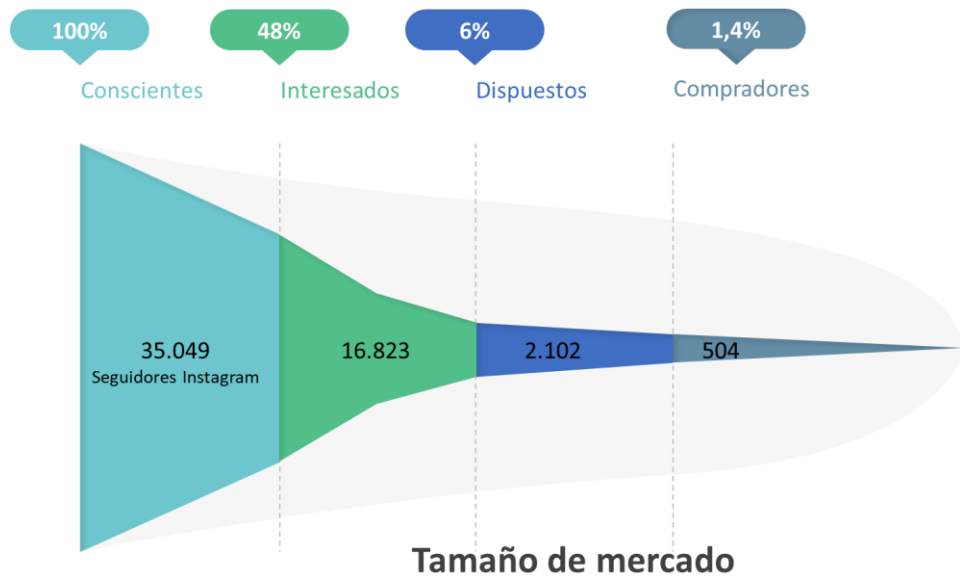 100%
48%
6%
1,4%
Conscientes
Interesados
Dispuestos
Compradores
35.049
Seguidores Instagram
16.823
2.102
504
Tamaño de mercado